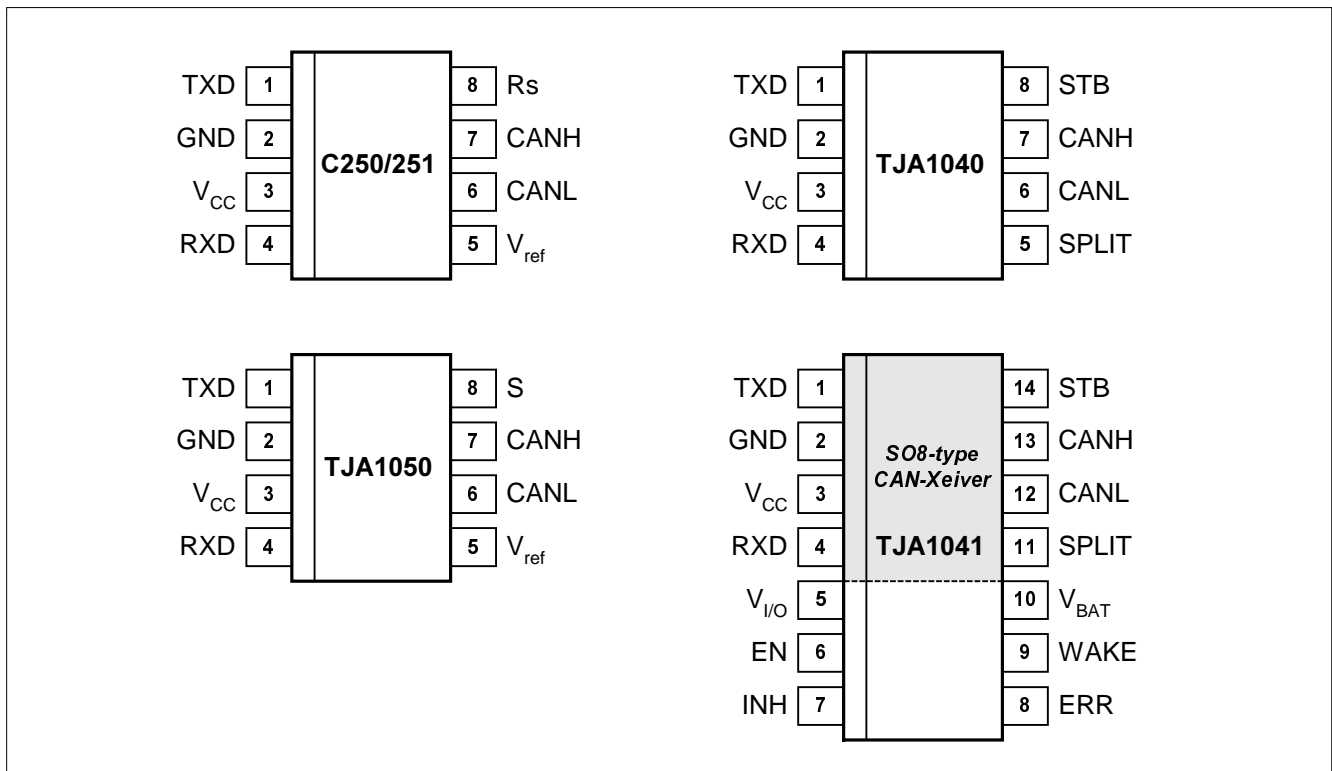 TXD 1 8 Rs
GND 2 7 CANH
C250/251
VCC 3 6 CANL
RXD 4 5 Vref
TXD 1 8 STB
GND 2 7 CANH
TJA1040
VCC 3 6 CANL
RXD 4 5 SPLIT
TXD 1 8 S
GND 2 7 CANH
TJA1050
VCC 3 6 CANL
RXD 4 5 Vref
TXD 1 14 STB
GND 2 13 CANH
SO8-type
CAN-Xeiver
VCC 3 12 CANL
RXD 4 TJA1041 11 SPLIT
VI/O 5 10 VBAT
EN 6 9 WAKE
INH 7 8 ERR